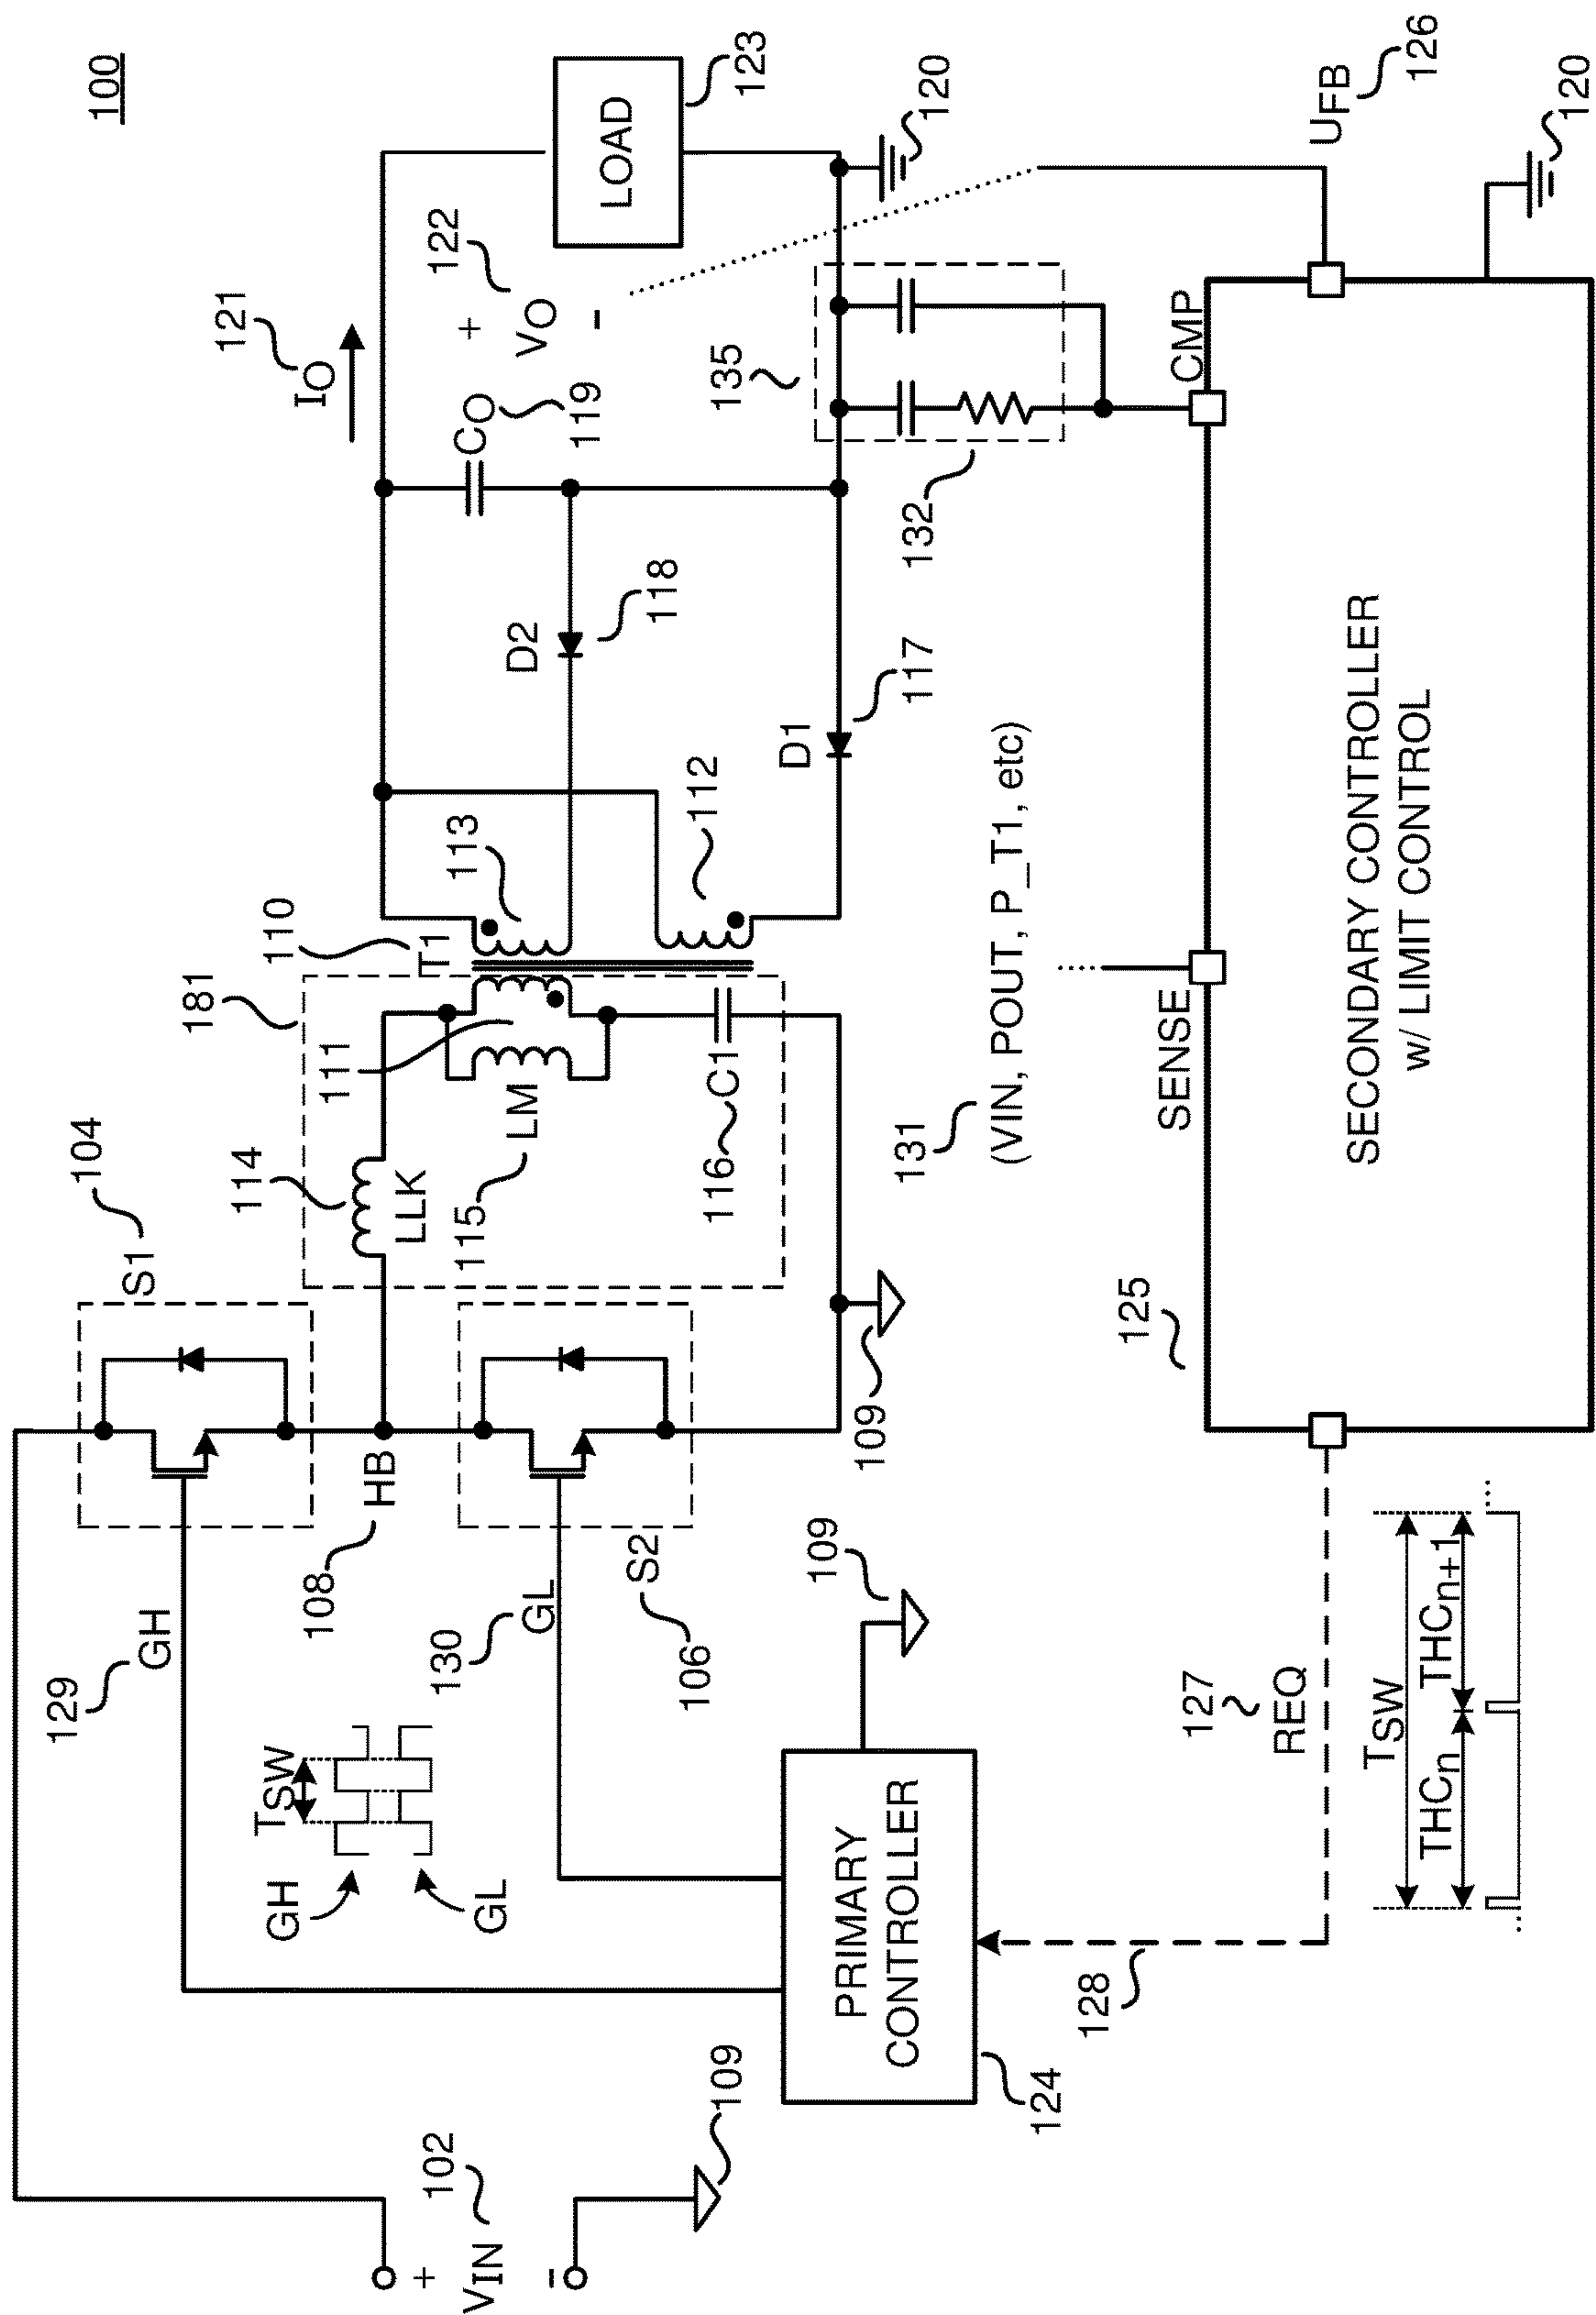 100
129
GH
TSW
GH
GL
104
S1
108
HB
130
GL
S2
106
VIN
+
−
102
109
PRIMARY
CONTROLLER
124
109
109
181
114
LLK
111
LM
115
C1
116
110
T1
113
112
D2
118
D1
117
IO
121
CO
119
+
VO
−
122
LOAD
123
120
135
132
128
127
REQ
TSW
THCn
THCn+1
125
131
(VIN, POUT, P_T1, etc)
SENSE
CMP
UFB
126
120
SECONDARY CONTROLLER
w/ LIMIT CONTROL